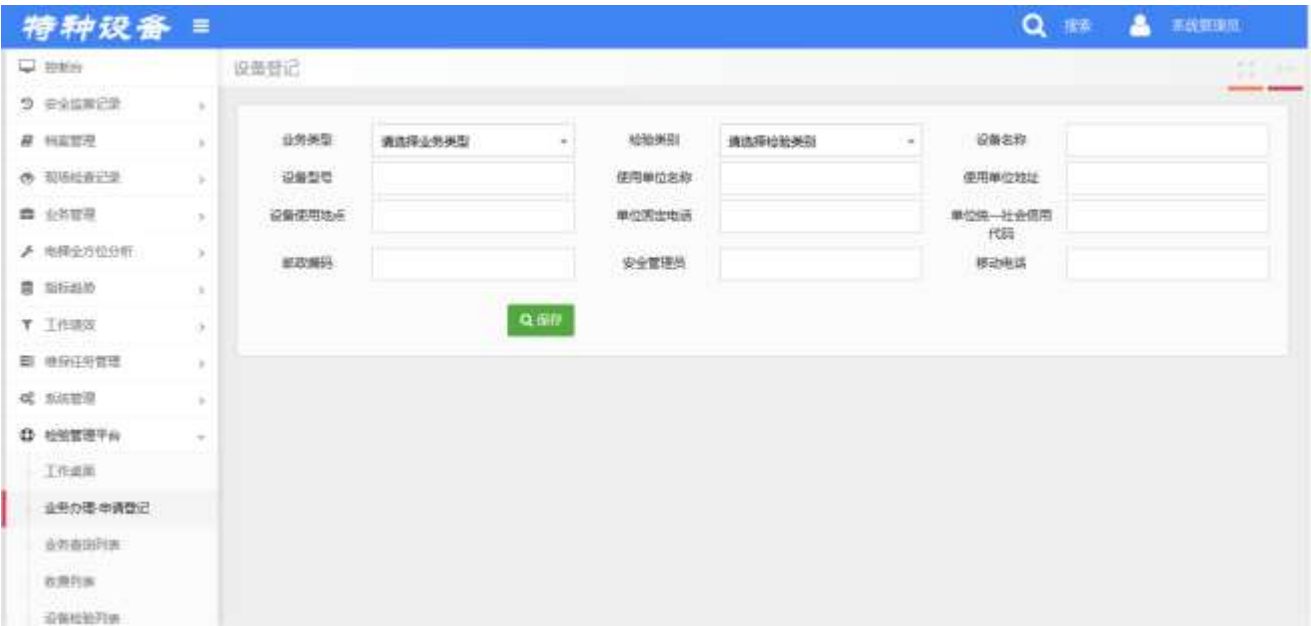 特种设备
搜索
系统管理员
控制台
设备登记
安全监察记录
档案管理
业务类型
请选择业务类型
检验类别
请选择检验类别
设备名称
现场检查记录
设备型号
使用单位名称
使用单位地址
业务管理
设备使用地点
单位固定电话
单位统一社会信用
代码
电梯全方位分析
邮政编码
安全管理员
移动电话
指标趋势
工作绩效
保存
维保任务管理
系统管理
检验管理平台
工作桌面
业务办理-申请登记
业务查询列表
收费列表
设备检验列表